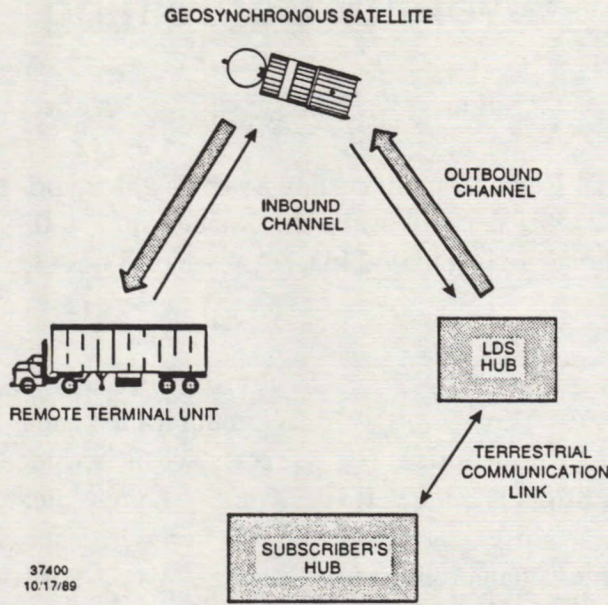 GEOSYNCHRONOUS SATELLITE
OUTBOUND
CHANNEL
INBOUND
CHANNEL
LDS
HUB
REMOTE TERMINAL UNIT
TERRESTRIAL
COMMUNICATION
LINK
SUBSCRIBER'S
HUB
37400
10/17/89